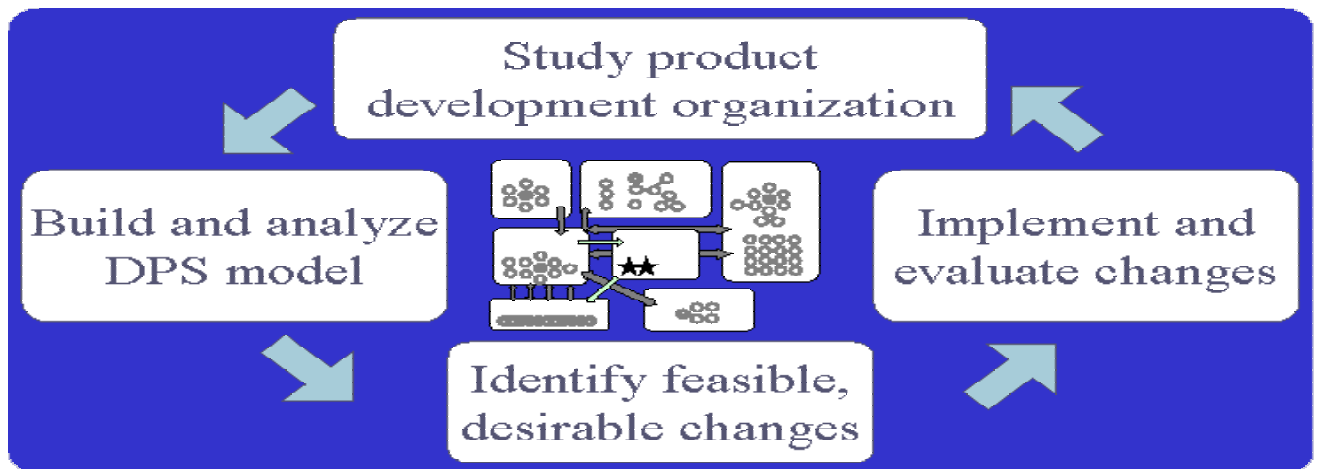 Study product
development organization
Build and analyze
DPS model
Implement and
evaluate changes
Identify feasible,
desirable changes